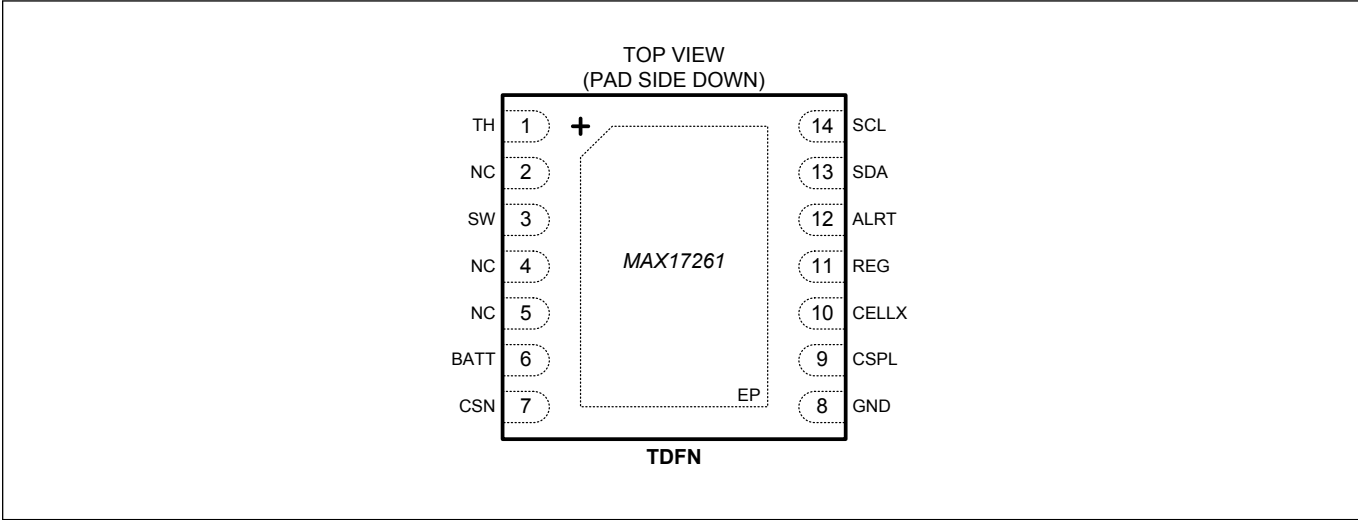 TOP VIEW
(PAD SIDE DOWN)
TH 1 + 14 SCL
NC 2 13 SDA
SW 3 12 ALRT
NC 4 MAX17261 11 REG
NC 5 10 CELLX
BATT 6 9 CSPL
CSN 7 EP 8 GND
TDFN